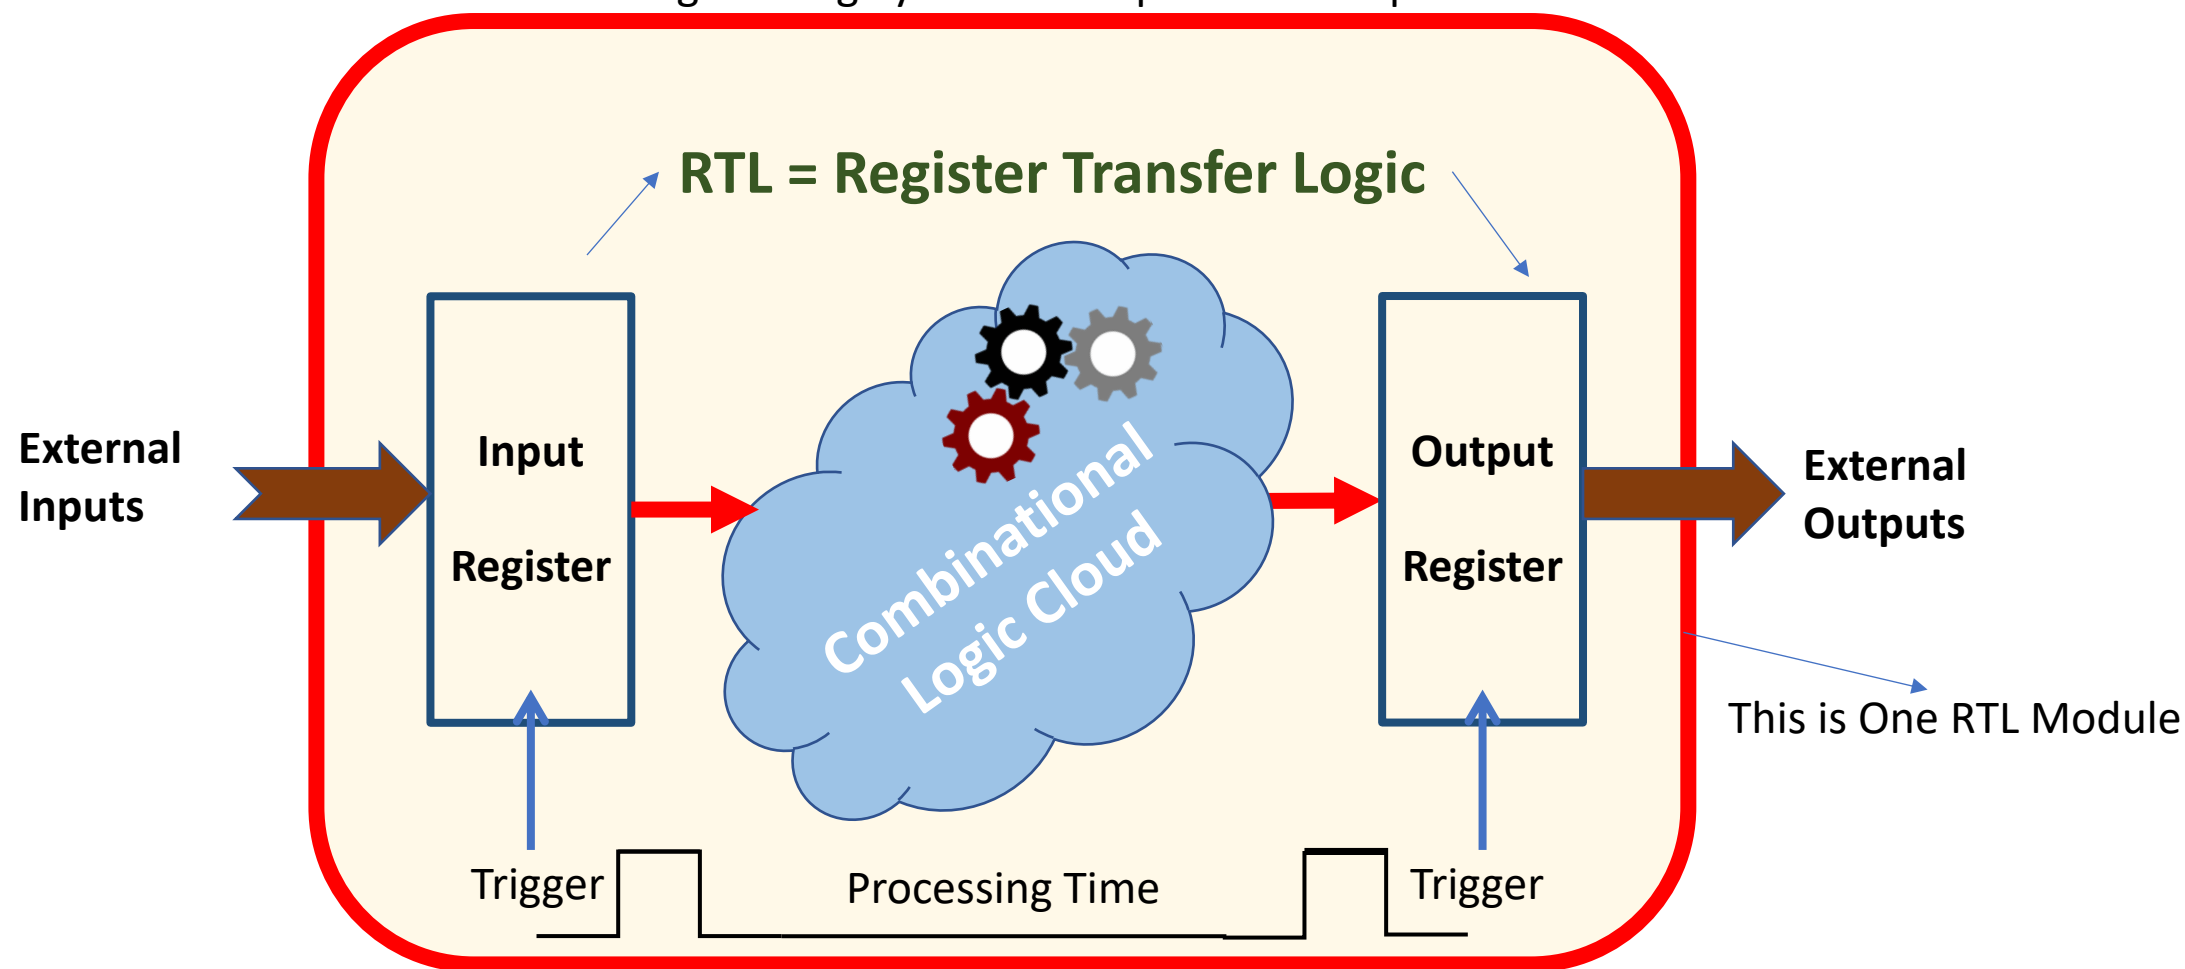 RTL = Register Transfer Logic
External
Inputs
Input
Register
Combinational
Logic Cloud
Output
Register
External
Outputs
This is One RTL Module
Trigger
Processing Time
Trigger